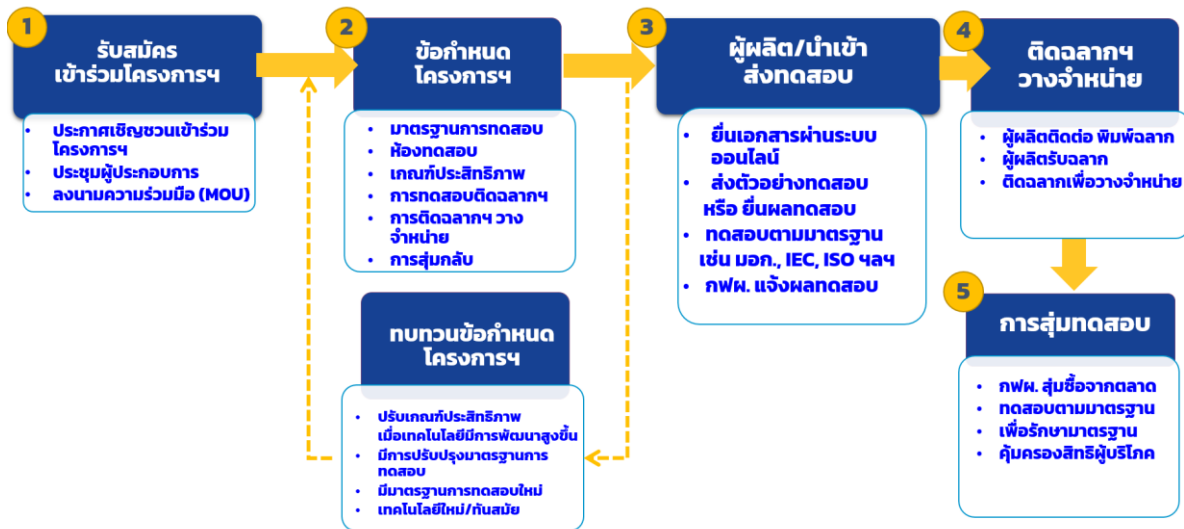 1
รับสมัคร
เข้าร่วมโครงการฯ
• ประกาศเชิญชวนเข้าร่วม
โครงการฯ
• ประชุมผู้ประกอบการ
• ลงนามความร่วมมือ (MOU)
2
ข้อกำหนด
โครงการฯ
• มาตรฐานการทดสอบ
• ห้องทดสอบ
• เกณฑ์ประสิทธิภาพ
• การทดสอบติดฉลากฯ
• การติดฉลากฯ วาง
จำหน่าย
• การสุ่มกลับ
ทบทวนข้อกำหนด
โครงการฯ
• ปรับเกณฑ์ประสิทธิภาพ
เมื่อเทคโนโลยีมีการพัฒนาสูงขึ้น
• มีการปรับปรุงมาตรฐานการ
ทดสอบ
• มีมาตรฐานการทดสอบใหม่
• เทคโนโลยีใหม่/ทันสมัย
3
ผู้ผลิต/นำเข้า
ส่งทดสอบ
• ยื่นเอกสารผ่านระบบ
ออนไลน์
• ส่งตัวอย่างทดสอบ
หรือ ยื่นผลทดสอบ
• ทดสอบตามมาตรฐาน
เช่น มอก., IEC, ISO ฯลฯ
• กฟผ. แจ้งผลทดสอบ
4
ติดฉลากฯ
วางจำหน่าย
• ผู้ผลิตติดต่อ พิมพ์ฉลาก
• ผู้ผลิตรับฉลาก
• ติดฉลากเพื่อวางจำหน่าย
5
การสุ่มทดสอบ
• กฟผ. สุ่มซื้อจากตลาด
• ทดสอบตามมาตรฐาน
• เพื่อรักษามาตรฐาน
• คุ้มครองสิทธิผู้บริโภค